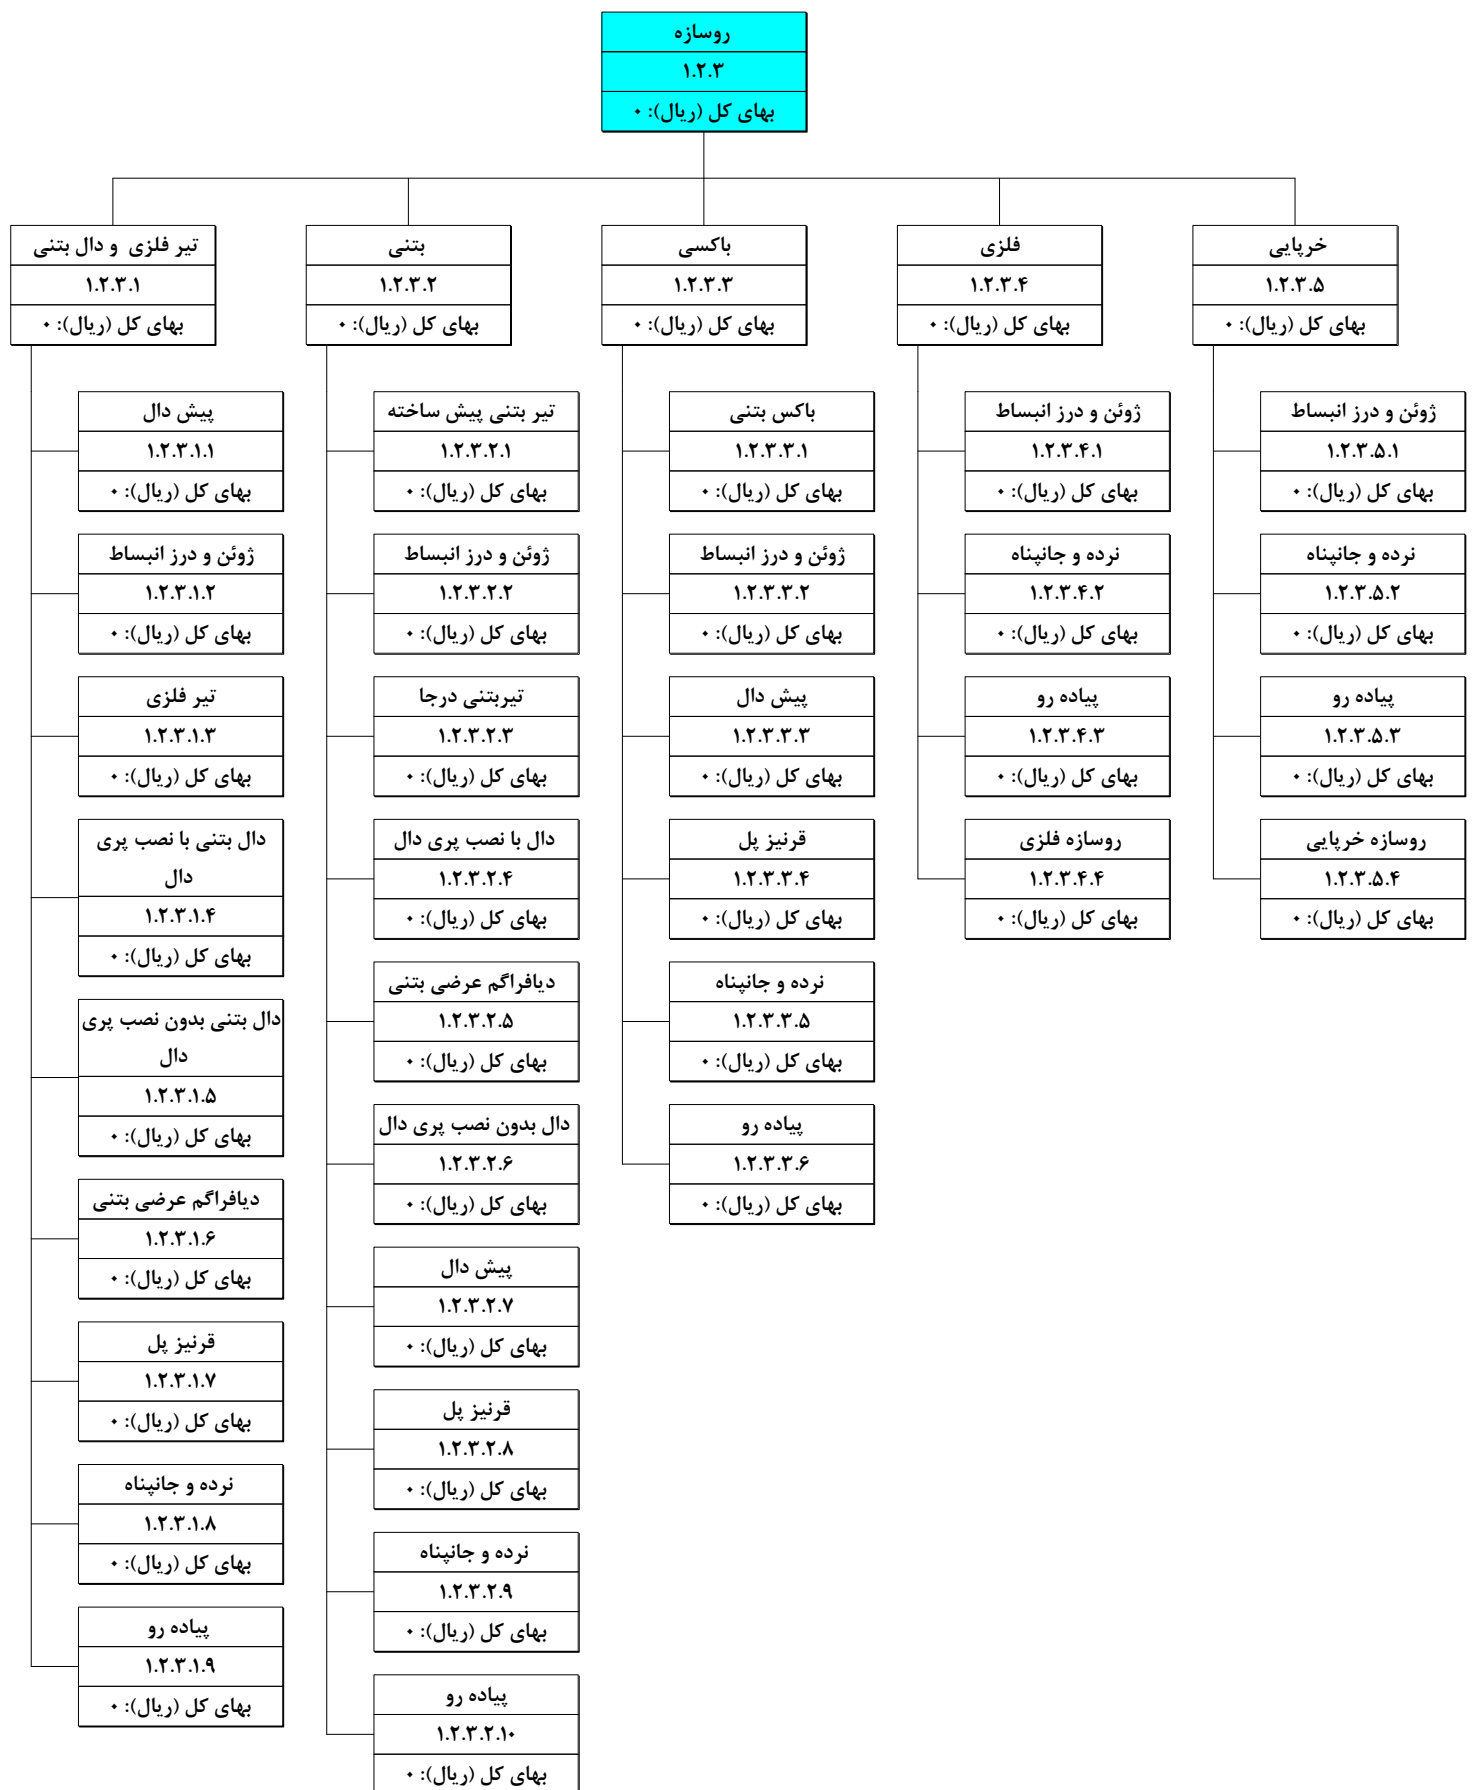 روسازه
۱.۲.۳
بهای کل (ریال): ۰
تیر فلزی و دال بتنی
۱.۲.۳.۱
بهای کل (ریال): ۰
پیش دال
۱.۲.۳.۱.۱
بهای کل (ریال): ۰
ژوئن و درز انبساط
۱.۲.۳.۱.۲
بهای کل (ریال): ۰
تیر فلزی
۱.۲.۳.۱.۳
بهای کل (ریال): ۰
دال بتنی با نصب پری
دال
۱.۲.۳.۱.۴
بهای کل (ریال): ۰
دال بتنی بدون نصب پری
دال
۱.۲.۳.۱.۵
بهای کل (ریال): ۰
دیافراگم عرضی بتنی
۱.۲.۳.۱.۶
بهای کل (ریال): ۰
قرنیز پل
۱.۲.۳.۱.۷
بهای کل (ریال): ۰
نرده و جانپناه
۱.۲.۳.۱.۸
بهای کل (ریال): ۰
پیاده رو
۱.۲.۳.۱.۹
بهای کل (ریال): ۰
بتنی
۱.۲.۳.۲
بهای کل (ریال): ۰
تیر بتنی پیش ساخته
۱.۲.۳.۲.۱
بهای کل (ریال): ۰
ژوئن و درز انبساط
۱.۲.۳.۲.۲
بهای کل (ریال): ۰
تیربتنی درجا
۱.۲.۳.۲.۳
بهای کل (ریال): ۰
دال با نصب پری دال
۱.۲.۳.۲.۴
بهای کل (ریال): ۰
دیافراگم عرضی بتنی
۱.۲.۳.۲.۵
بهای کل (ریال): ۰
دال بدون نصب پری دال
۱.۲.۳.۲.۶
بهای کل (ریال): ۰
پیش دال
۱.۲.۳.۲.۷
بهای کل (ریال): ۰
قرنیز پل
۱.۲.۳.۲.۸
بهای کل (ریال): ۰
نرده و جانپناه
۱.۲.۳.۲.۹
بهای کل (ریال): ۰
پیاده رو
۱.۲.۳.۲.۱۰
بهای کل (ریال): ۰
باکسی
۱.۲.۳.۳
بهای کل (ریال): ۰
باکس بتنی
۱.۲.۳.۳.۱
بهای کل (ریال): ۰
ژوئن و درز انبساط
۱.۲.۳.۳.۲
بهای کل (ریال): ۰
پیش دال
۱.۲.۳.۳.۳
بهای کل (ریال): ۰
قرنیز پل
۱.۲.۳.۳.۴
بهای کل (ریال): ۰
نرده و جانپناه
۱.۲.۳.۳.۵
بهای کل (ریال): ۰
پیاده رو
۱.۲.۳.۳.۶
بهای کل (ریال): ۰
فلزی
۱.۲.۳.۴
بهای کل (ریال): ۰
ژوئن و درز انبساط
۱.۲.۳.۴.۱
بهای کل (ریال): ۰
نرده و جانپناه
۱.۲.۳.۴.۲
بهای کل (ریال): ۰
پیاده رو
۱.۲.۳.۴.۳
بهای کل (ریال): ۰
روسازه فلزی
۱.۲.۳.۴.۴
بهای کل (ریال): ۰
خرپایی
۱.۲.۳.۵
بهای کل (ریال): ۰
ژوئن و درز انبساط
۱.۲.۳.۵.۱
بهای کل (ریال): ۰
نرده و جانپناه
۱.۲.۳.۵.۲
بهای کل (ریال): ۰
پیاده رو
۱.۲.۳.۵.۳
بهای کل (ریال): ۰
روسازه خرپایی
۱.۲.۳.۵.۴
بهای کل (ریال): ۰